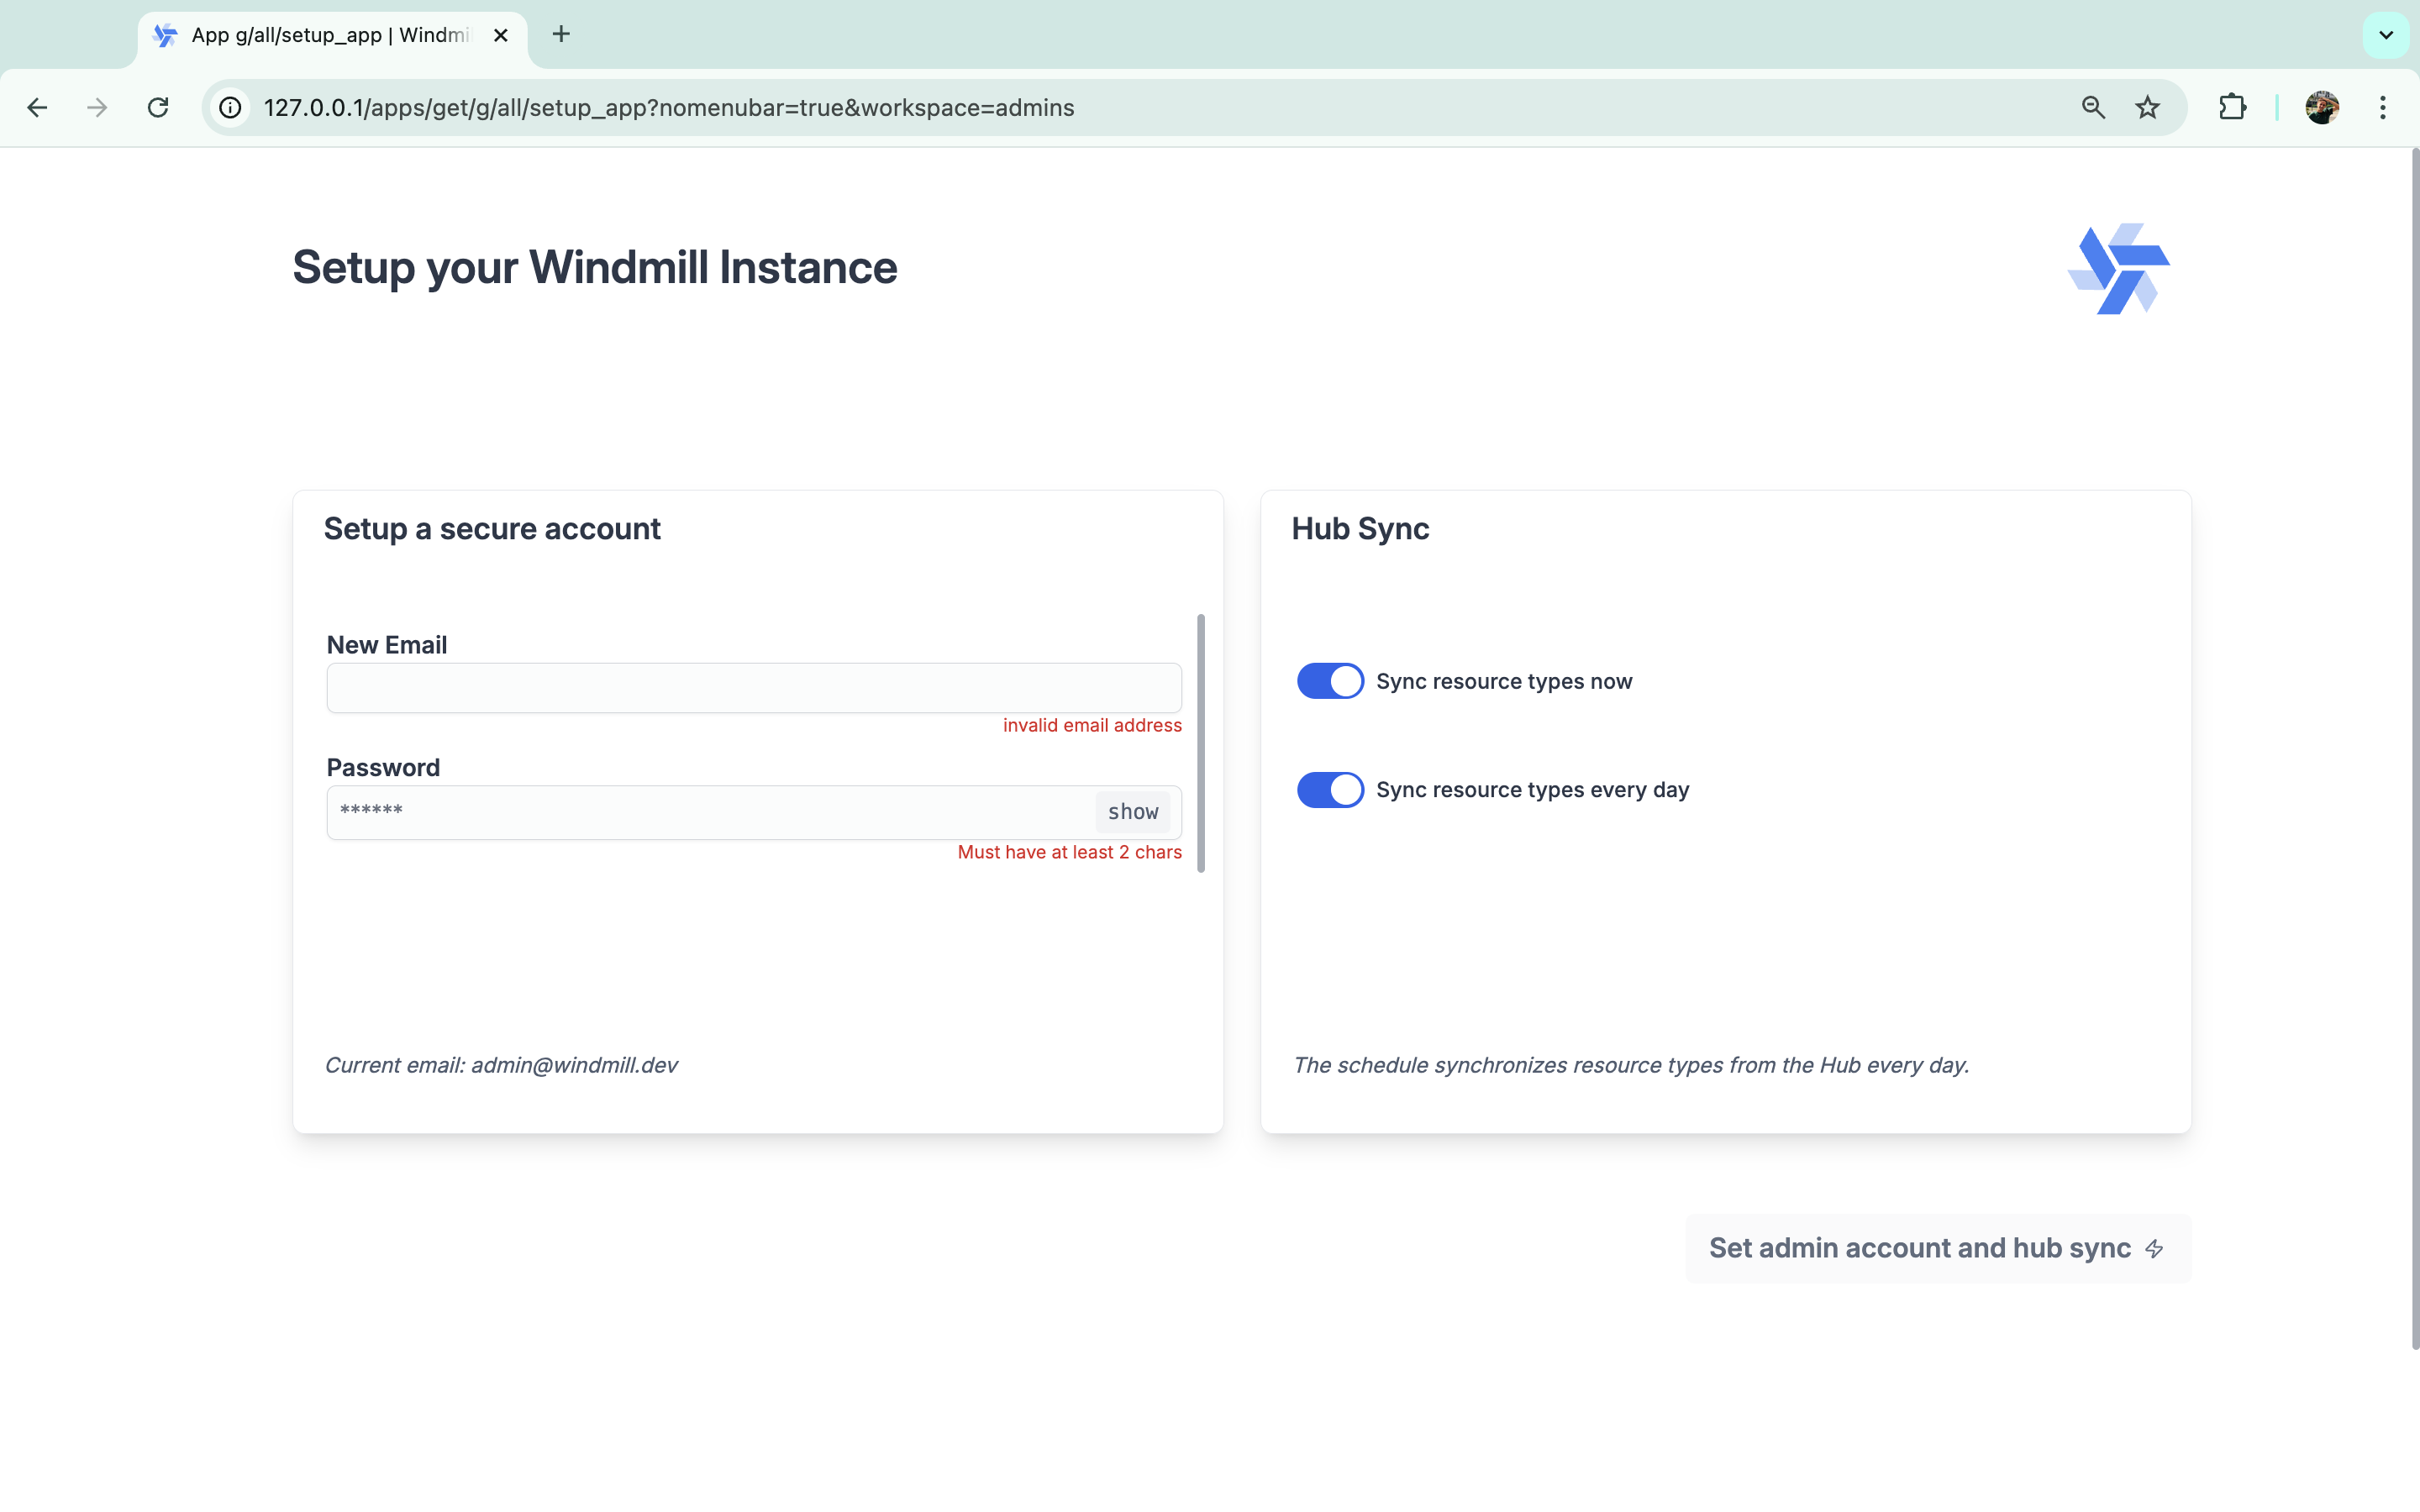 App g/all/setup_app | Windmi
127.0.0.1/apps/get/g/all/setup_app?nomenubar=true&workspace=admins
Setup your Windmill Instance
Setup a secure account
New Email
invalid email address
Password
******
show
Must have at least 2 chars
Current email: admin@windmill.dev
Hub Sync
Sync resource types now
Sync resource types every day
The schedule synchronizes resource types from the Hub every day.
Set admin account and hub sync